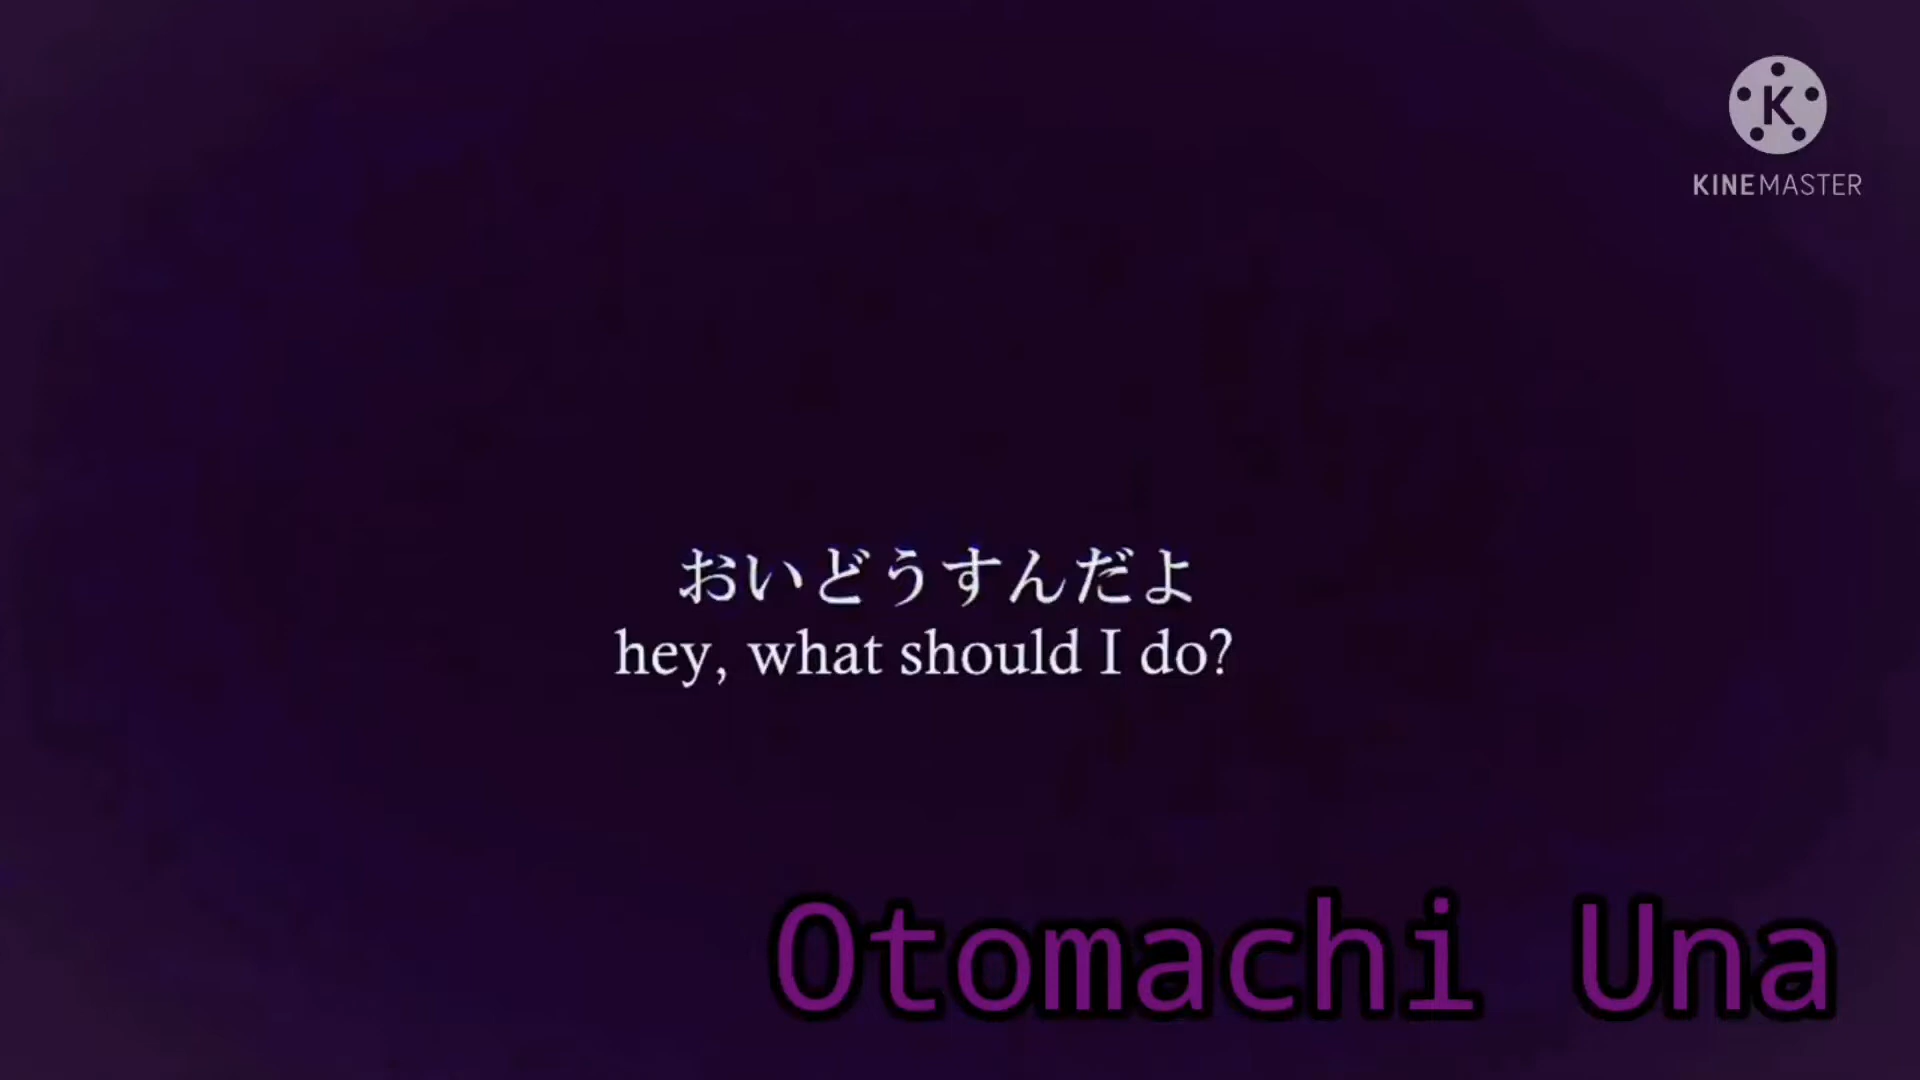 KINEMASTER
おいどうすんだよ
hey, what should I do?
Otomachi Una